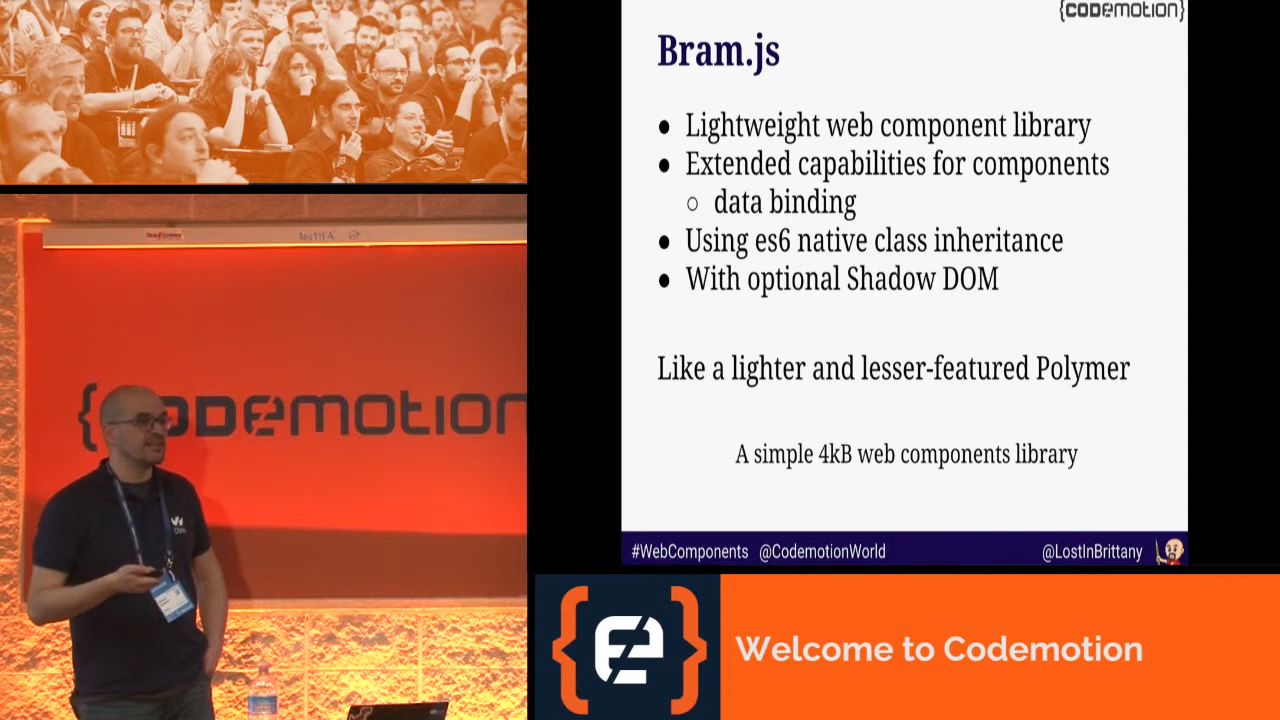 {CODEMOTION}
Bram.js
● Lightweight web component library
● Extended capabilities for components
○ data binding
● Using es6 native class inheritance
● With optional Shadow DOM
Like a lighter and lesser-featured Polymer
A simple 4kB web components library
#WebComponents @CodemotionWorld @LostInBrittany
{CODEMOTION
Welcome to Codemotion